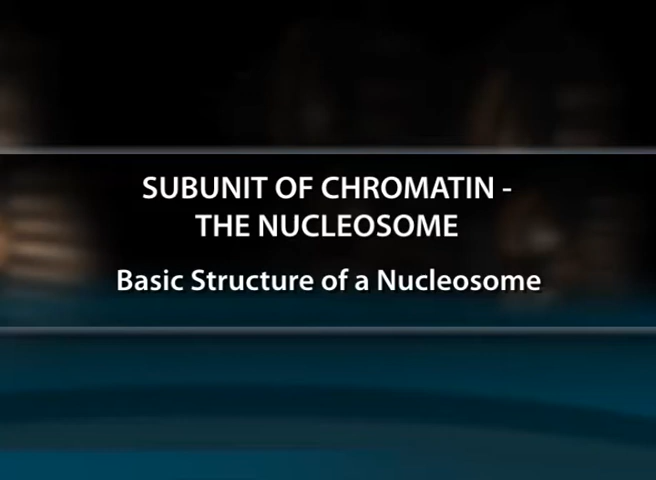 SUBUNIT OF CHROMATIN -
THE NUCLEOSOME
Basic Structure of a Nucleosome